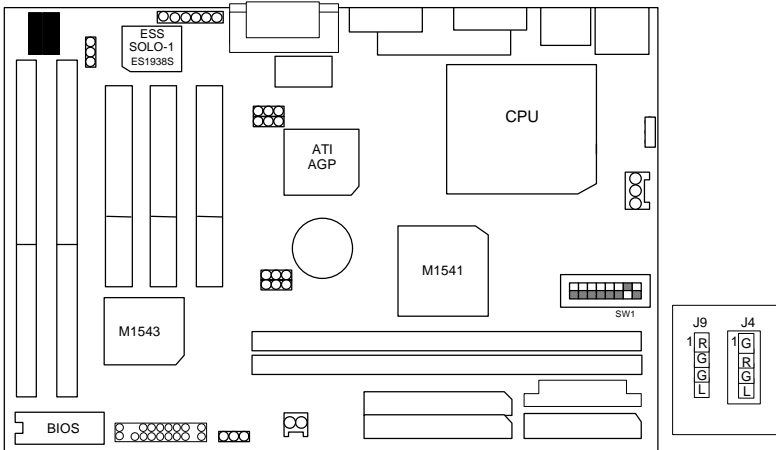 ESS
SOLO-1
ES1938S
CPU
ATI
AGP
M1541
M1543
SW1
J9 J4
1 R 1 G
G R
G G
L L
BIOS